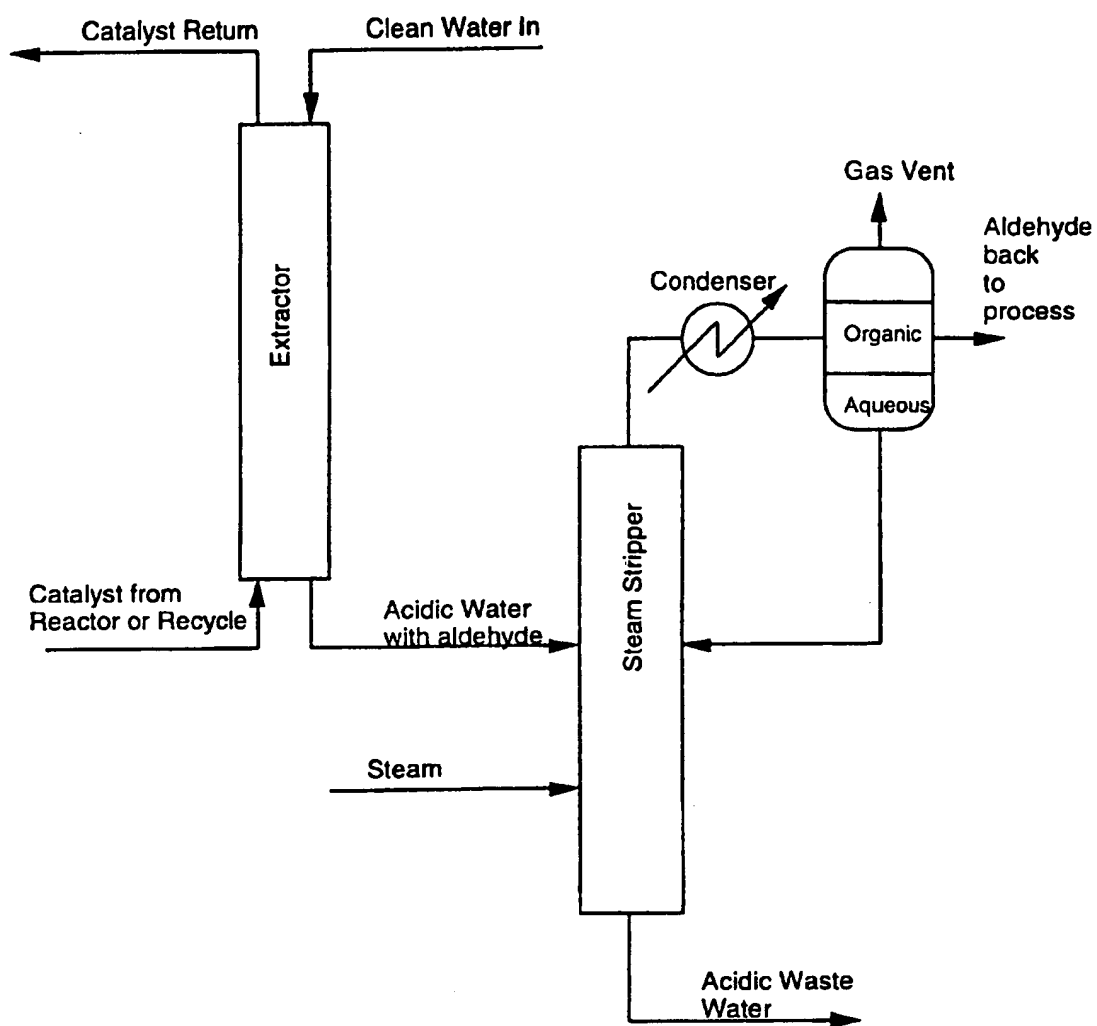 Catalyst Return
Clean Water In
Extractor
Gas Vent
Aldehyde
back
to
process
Condenser
Organic
Aqueous
Steam Stripper
Catalyst from
Reactor or Recycle
Acidic Water
with aldehyde
Steam
Acidic Waste
Water